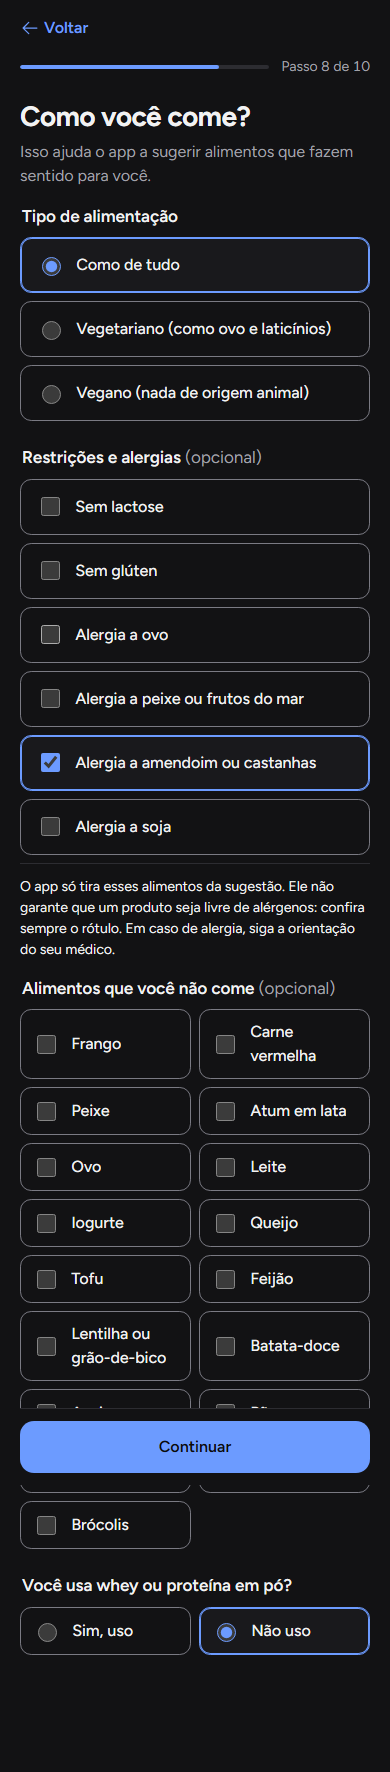 Voltar
Passo 8 de 10
Como você come?
Isso ajuda o app a sugerir alimentos que fazem
sentido para você.
Tipo de alimentação
Como de tudo
Vegetariano (como ovo e laticínios)
Vegano (nada de origem animal)
Restrições e alergias (opcional)
Sem lactose
Sem glúten
Alergia a ovo
Alergia a peixe ou frutos do mar
Alergia a amendoim ou castanhas
Alergia a soja
O app só tira esses alimentos da sugestão. Ele não
garante que um produto seja livre de alérgenos: confira
sempre o rótulo. Em caso de alergia, siga a orientação
do seu médico.
Alimentos que você não come (opcional)
Frango
Carne
vermelha
Peixe
Atum em lata
Ovo
Leite
Iogurte
Queijo
Tofu
Feijão
Lentilha ou
grão-de-bico
Batata-doce
Continuar
Brócolis
Você usa whey ou proteína em pó?
Sim, uso
Não uso